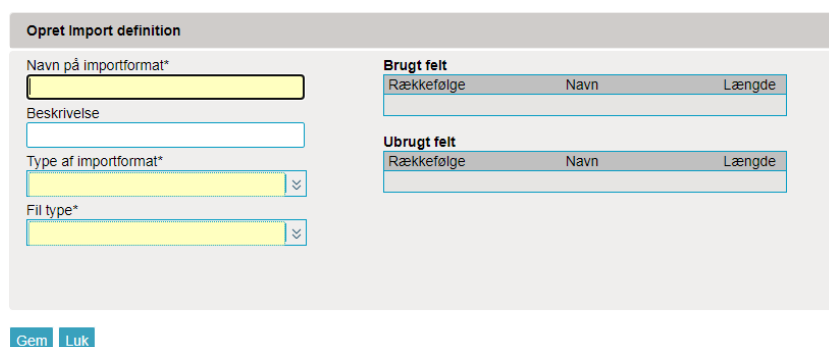 Opret Import definition
Navn på importformat*
Beskrivelse
Type af importformat*
Fil type*
Brugt felt
Rækkefølge Navn Længde
Ubrugt felt
Rækkefølge Navn Længde
Gem Luk